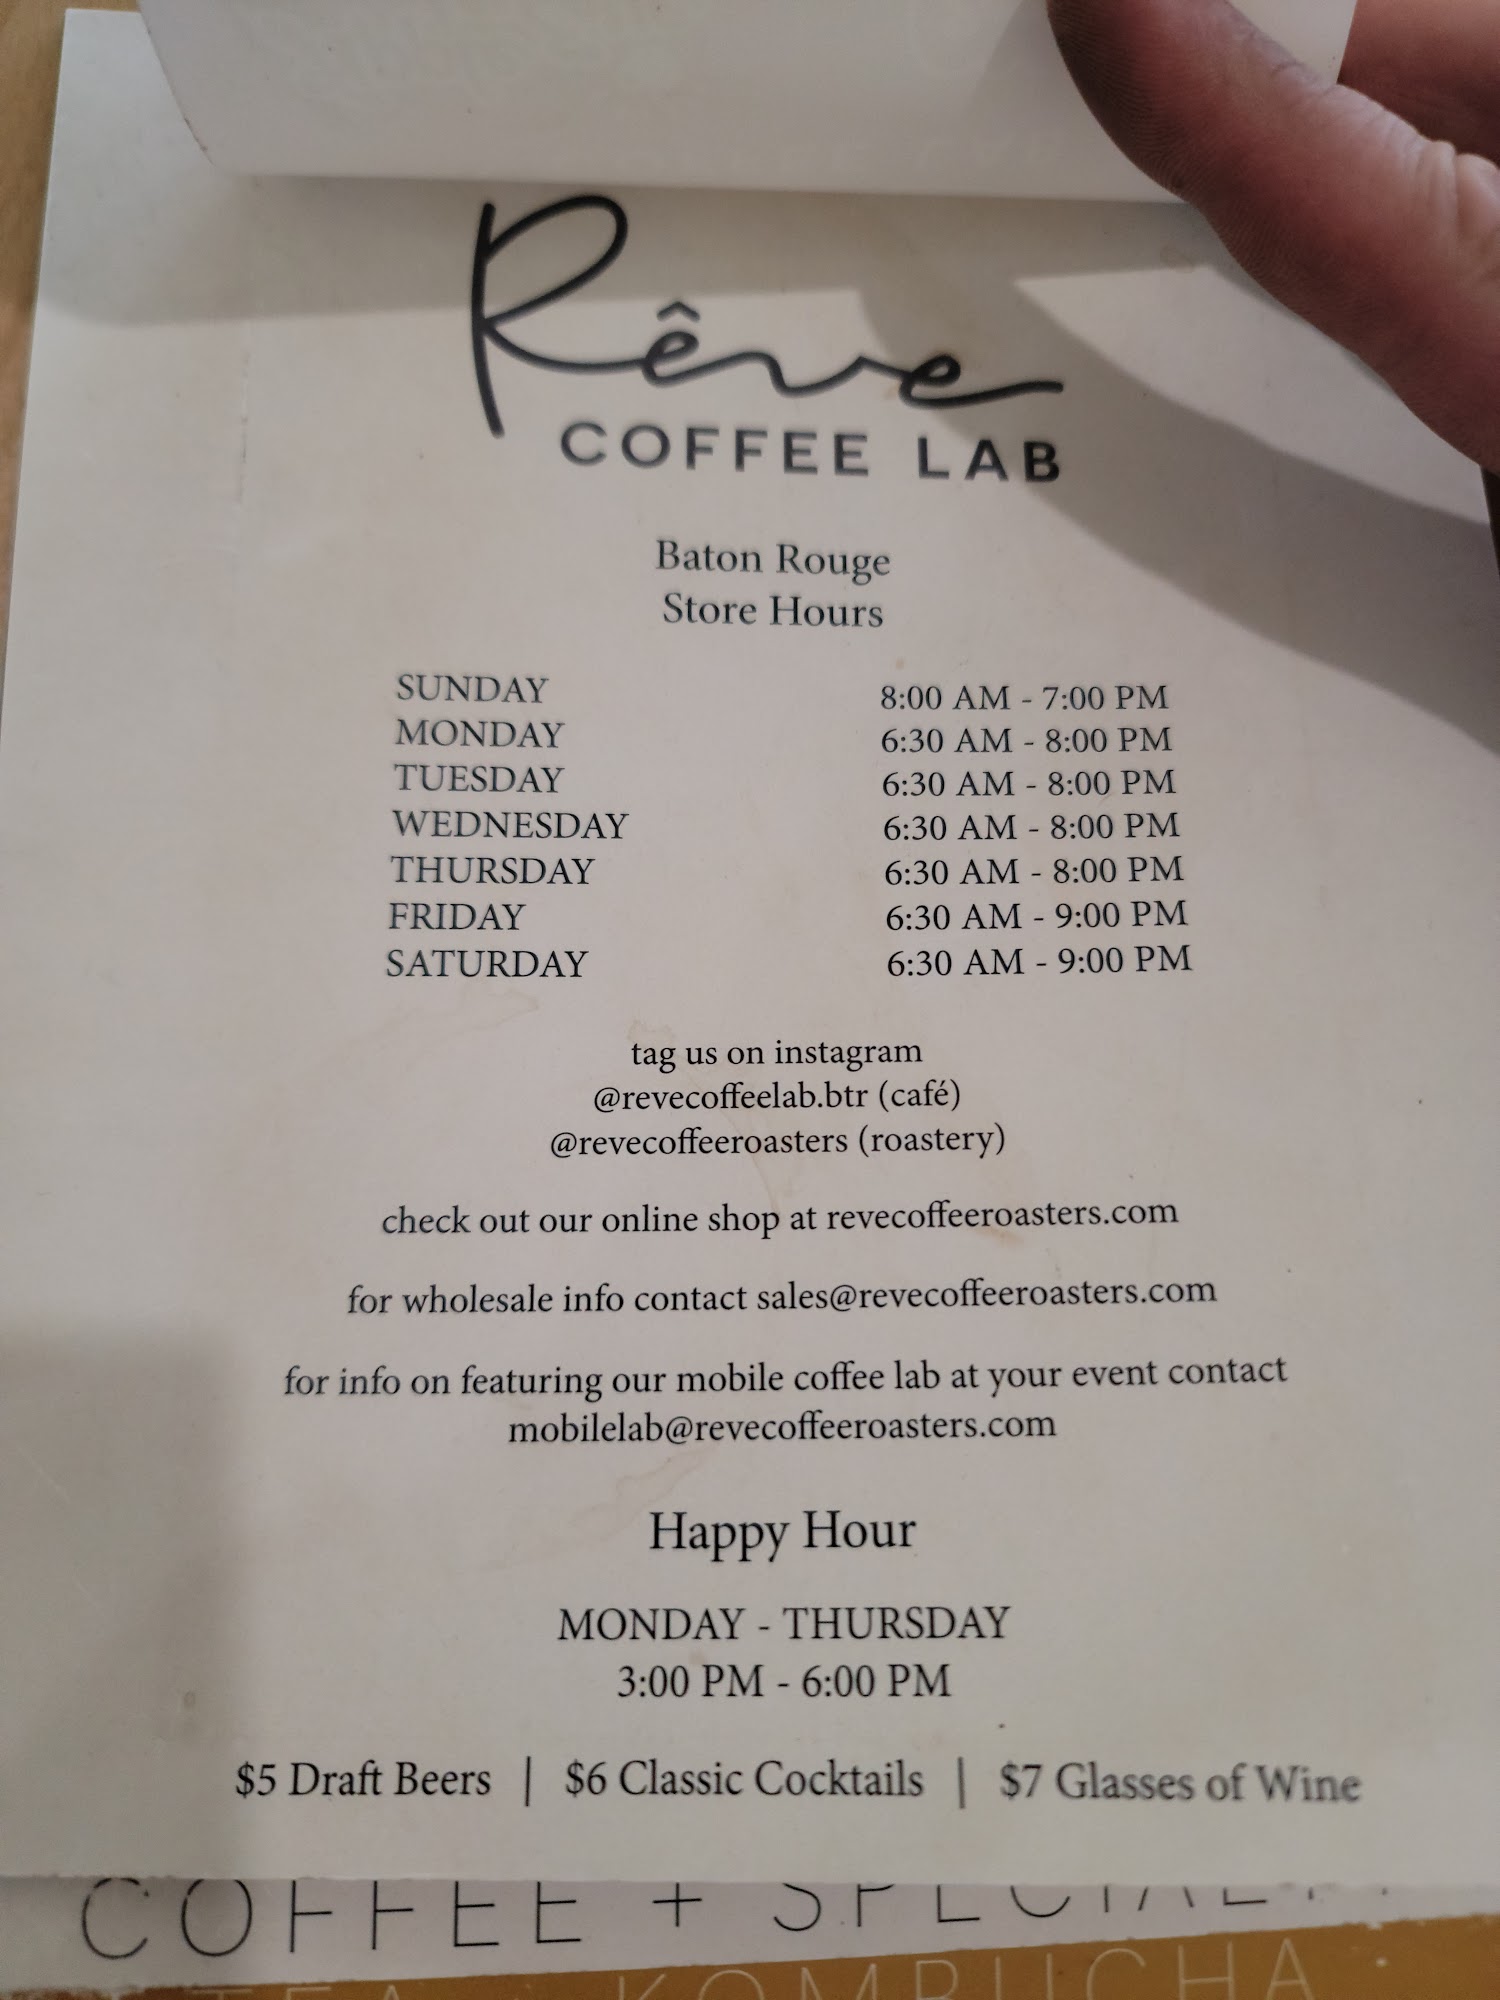 Rêve
COFFEE LAB
Baton Rouge
Store Hours
SUNDAY 8:00 AM - 7:00 PM
MONDAY 6:30 AM - 8:00 PM
TUESDAY 6:30 AM - 8:00 PM
WEDNESDAY 6:30 AM - 8:00 PM
THURSDAY 6:30 AM - 8:00 PM
FRIDAY 6:30 AM - 9:00 PM
SATURDAY 6:30 AM - 9:00 PM
tag us on instagram
@revecoffeelab.btr (café)
@revecoffeeroasters (roastery)
check out our online shop at revecoffeeroasters.com
for wholesale info contact sales@revecoffeeroasters.com
for info on featuring our mobile coffee lab at your event contact
mobilelab@revecoffeeroasters.com
Happy Hour
MONDAY - THURSDAY
3:00 PM - 6:00 PM
$5 Draft Beers | $6 Classic Cocktails | $7 Glasses of Wine
COFFEE +
TEA + KOMBUCHA